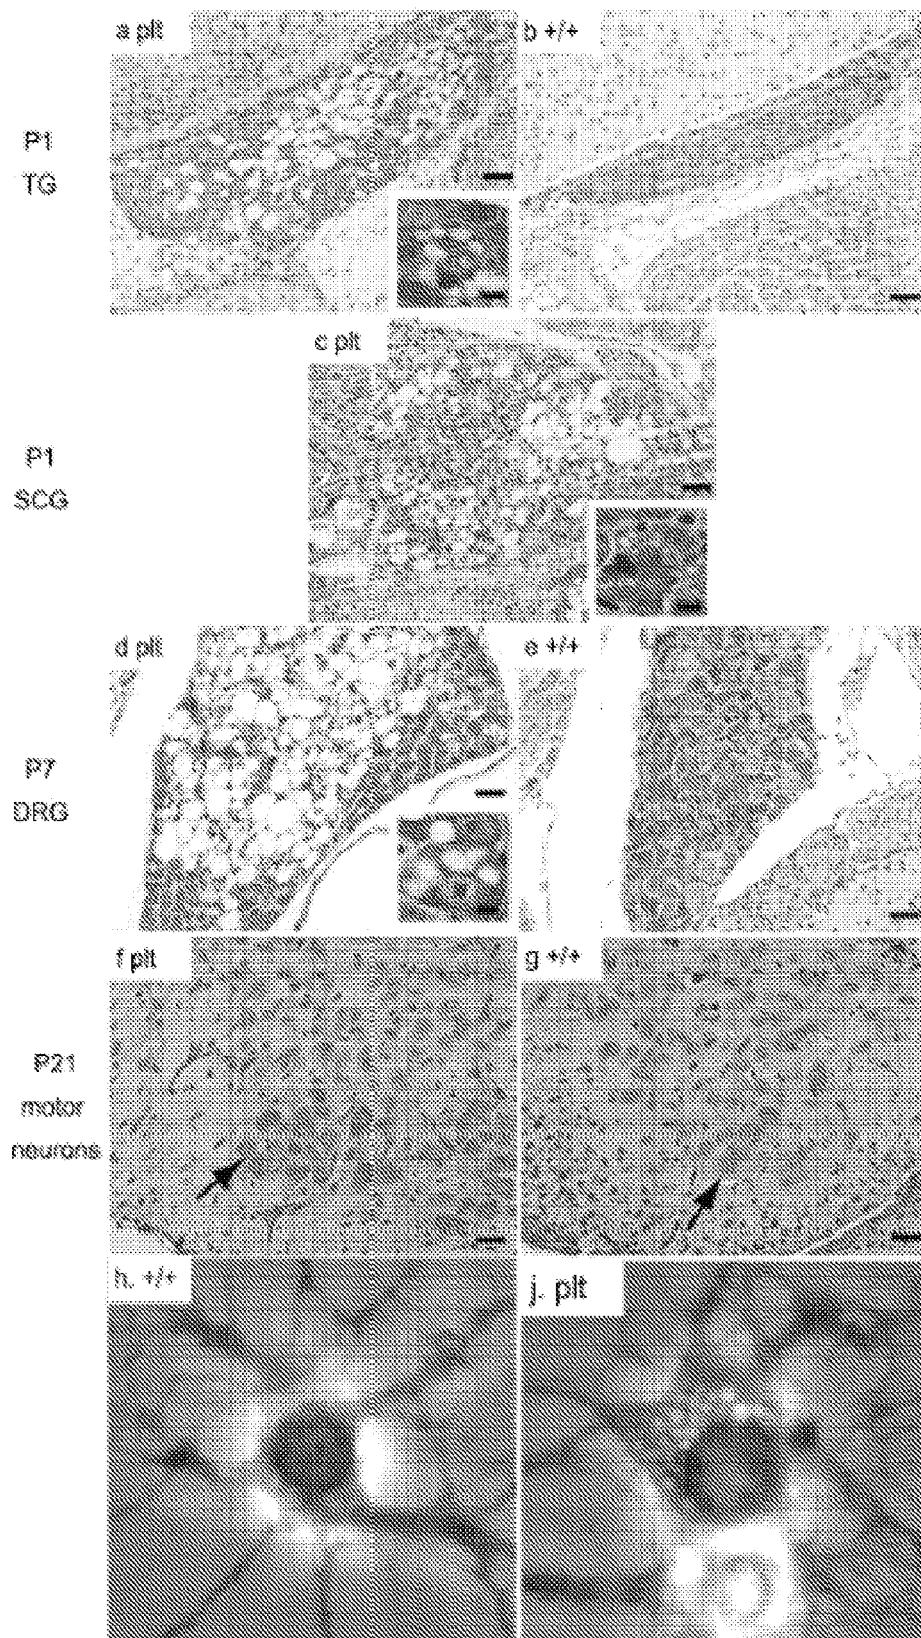 a plt
b +/+
P1
TG
c plt
P1
SCG
d plt
e +/+
P7
DRG
f plt
g +/+
P21
motor
neurons
h. +/+
j. plt